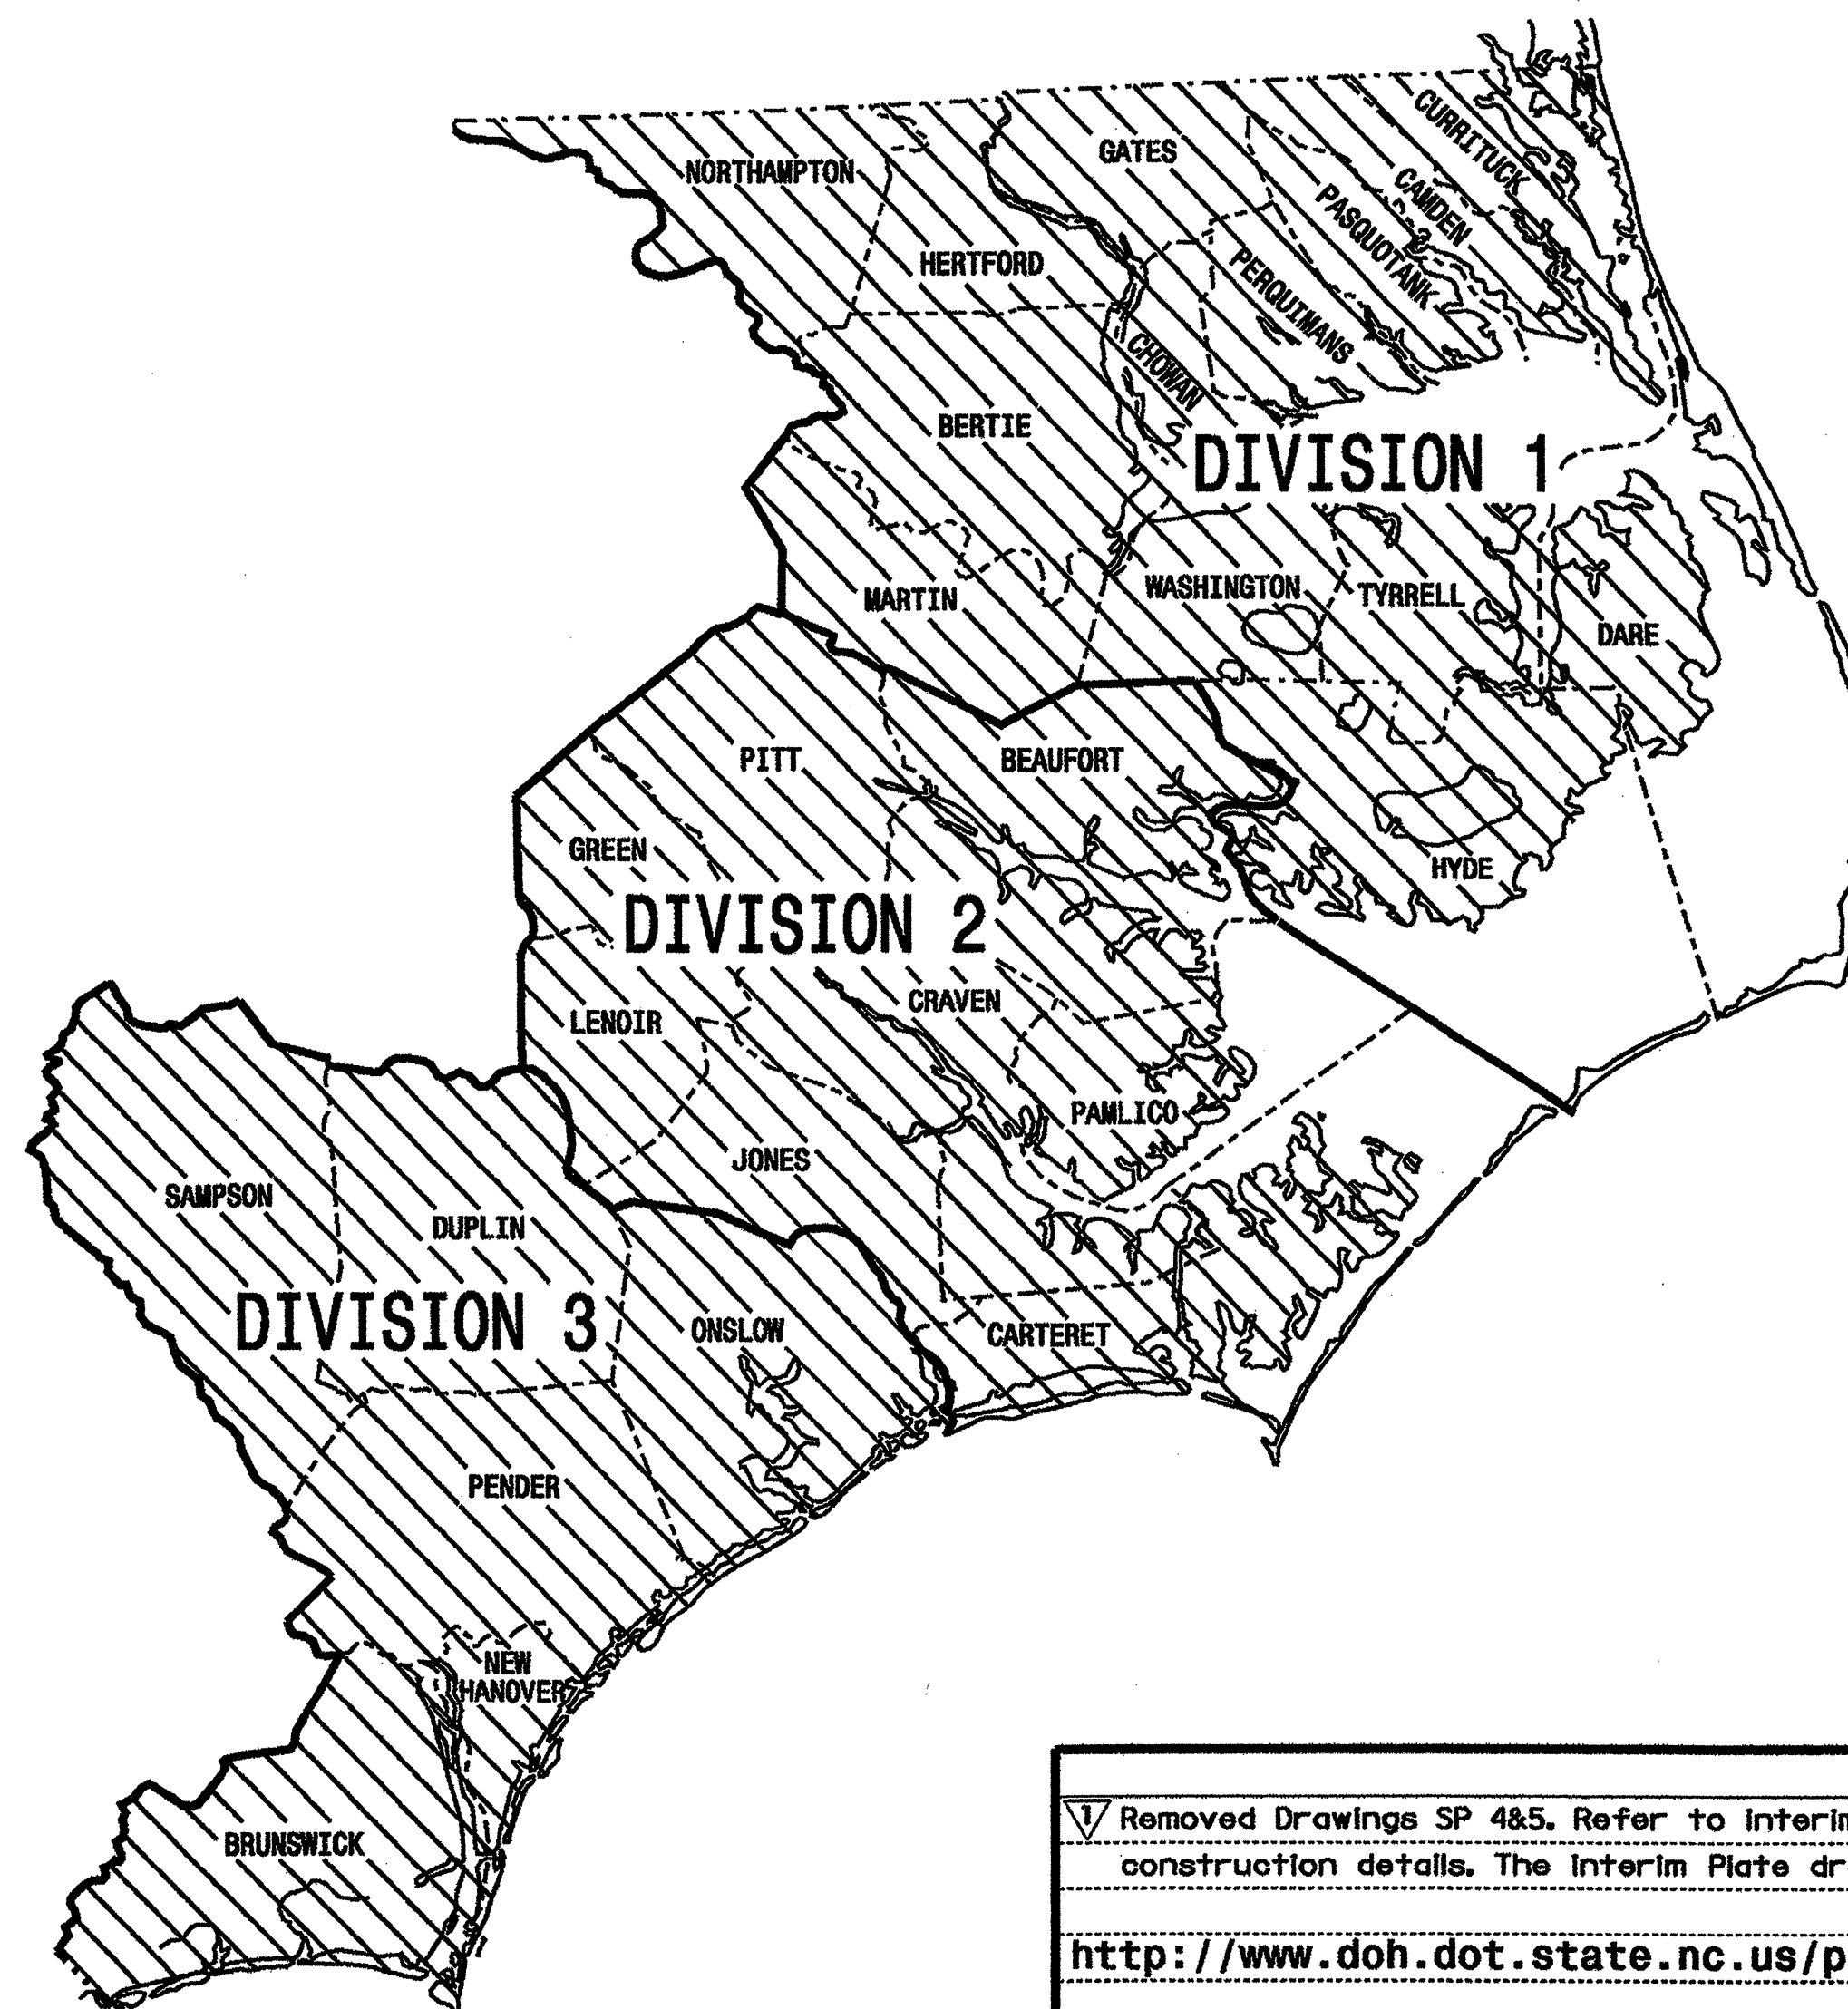 CURRITUCK
GATES
NORTHAMPTON
CAMDEN
PASQUOTANK
HERTFORD
PERQUIMANS
CHOWAN
BERTIE
DIVISION 1
WASHINGTON
TYRRELL
MARTIN
DARE
PITT
BEAUFORT
GREEN
HYDE
DIVISION 2
CRAVEN
LENOIR
PAMLICO
JONES
SAMPSON
DUPLIN
DIVISION 3
ONSLOW
CARTERET
PENDER
NEW
HANOVER
BRUNSWICK
1 Removed Drawings SP 4&5. Refer to Interim
construction details. The Interim Plate dr
http://www.doh.dot.state.nc.us/p